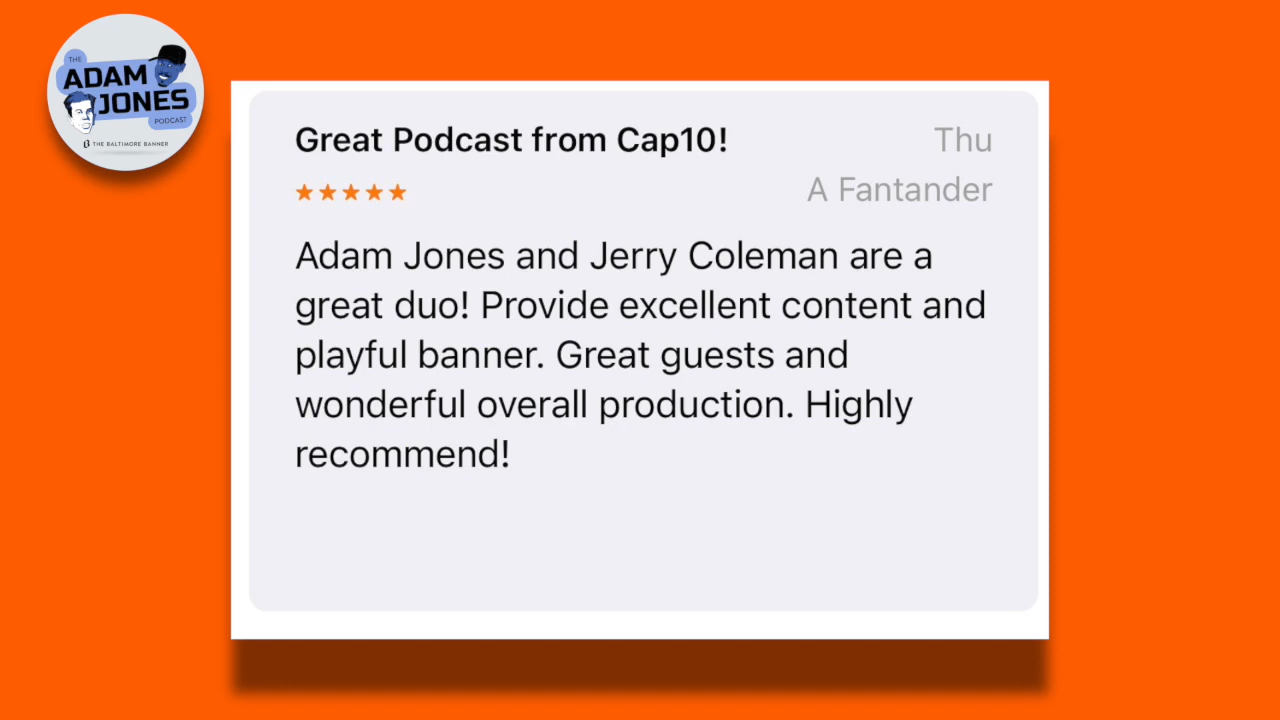 THE
ADAM
JONES
PODCAST
THE BALTIMORE BANNER
Great Podcast from Cap10!
Thu
A Fantander
Adam Jones and Jerry Coleman are a
great duo! Provide excellent content and
playful banner. Great guests and
wonderful overall production. Highly
recommend!